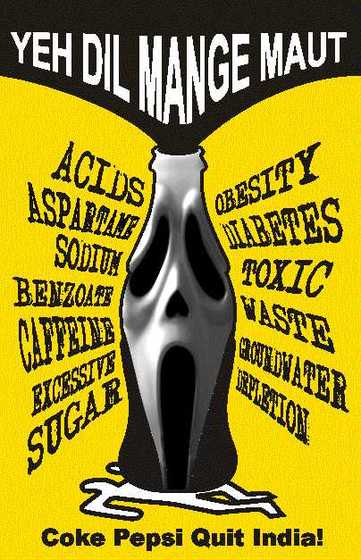 YEH DIL MANGE MAUT
ACIDS
ASPARTAME
SODIUM
BENZOATE
CAFFEINE
EXCESSIVE
SUGAR
OBESITY
DIABETES
TOXIC
WASTE
GROUNDWATER
DEPLETION
Coke Pepsi Quit India!